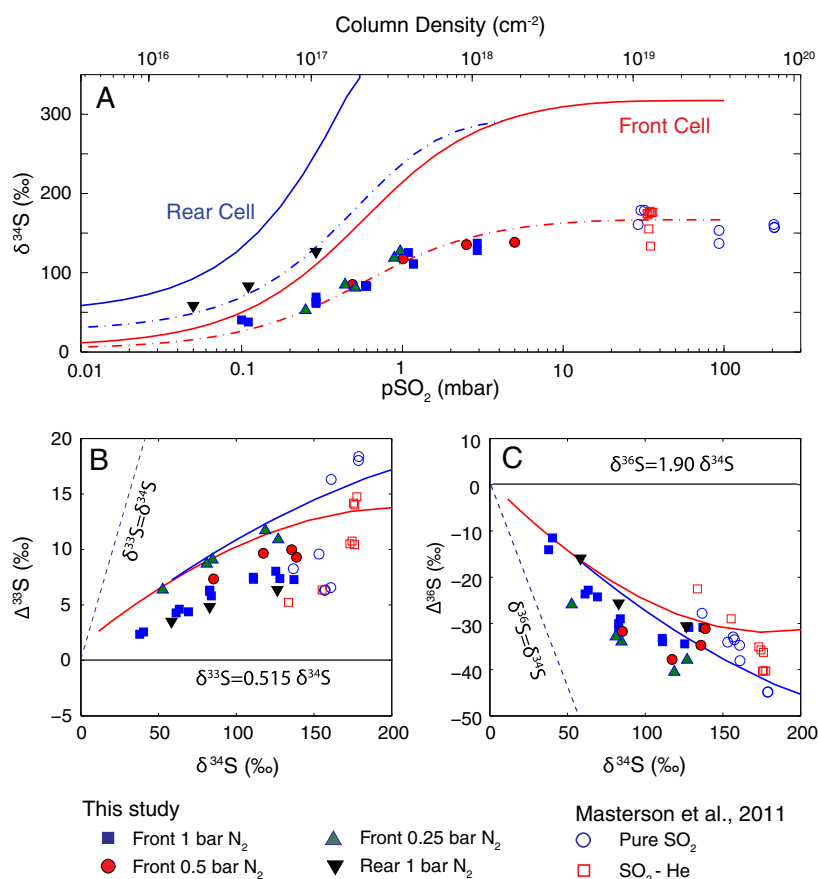 Column Density (cm⁻²)
10¹⁶ 10¹⁷ 10¹⁸ 10¹⁹ 10²⁰
A
300
200
100
0
δ³⁴S (‰)
Rear Cell
Front Cell
0.01 0.1 1 10 100
pSO₂ (mbar)
B
20
15
10
5
0
−5
Δ³³S (‰)
δ³³S=δ³⁴S
δ³³S=0.515 δ³⁴S
0 50 100 150 200
δ³⁴S (‰)
C
10
0
−10
−20
−30
−40
−50
Δ³⁶S (‰)
δ³⁶S=1.90 δ³⁴S
δ³⁶S=δ³⁴S
0 50 100 150 200
δ³⁴S (‰)
This study
Front 1 bar N₂
Front 0.5 bar N₂
Front 0.25 bar N₂
Rear 1 bar N₂
Masterson et al., 2011
Pure SO₂
SO₂ - He